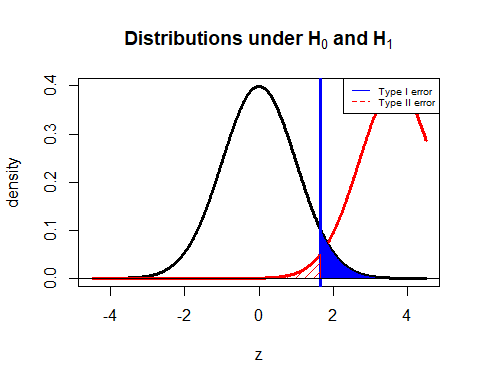 Distributions under H0 and H1
Type I error
Type II error
density
0.4
0.3
0.2
0.1
0.0
-4 -2 0 2 4
z